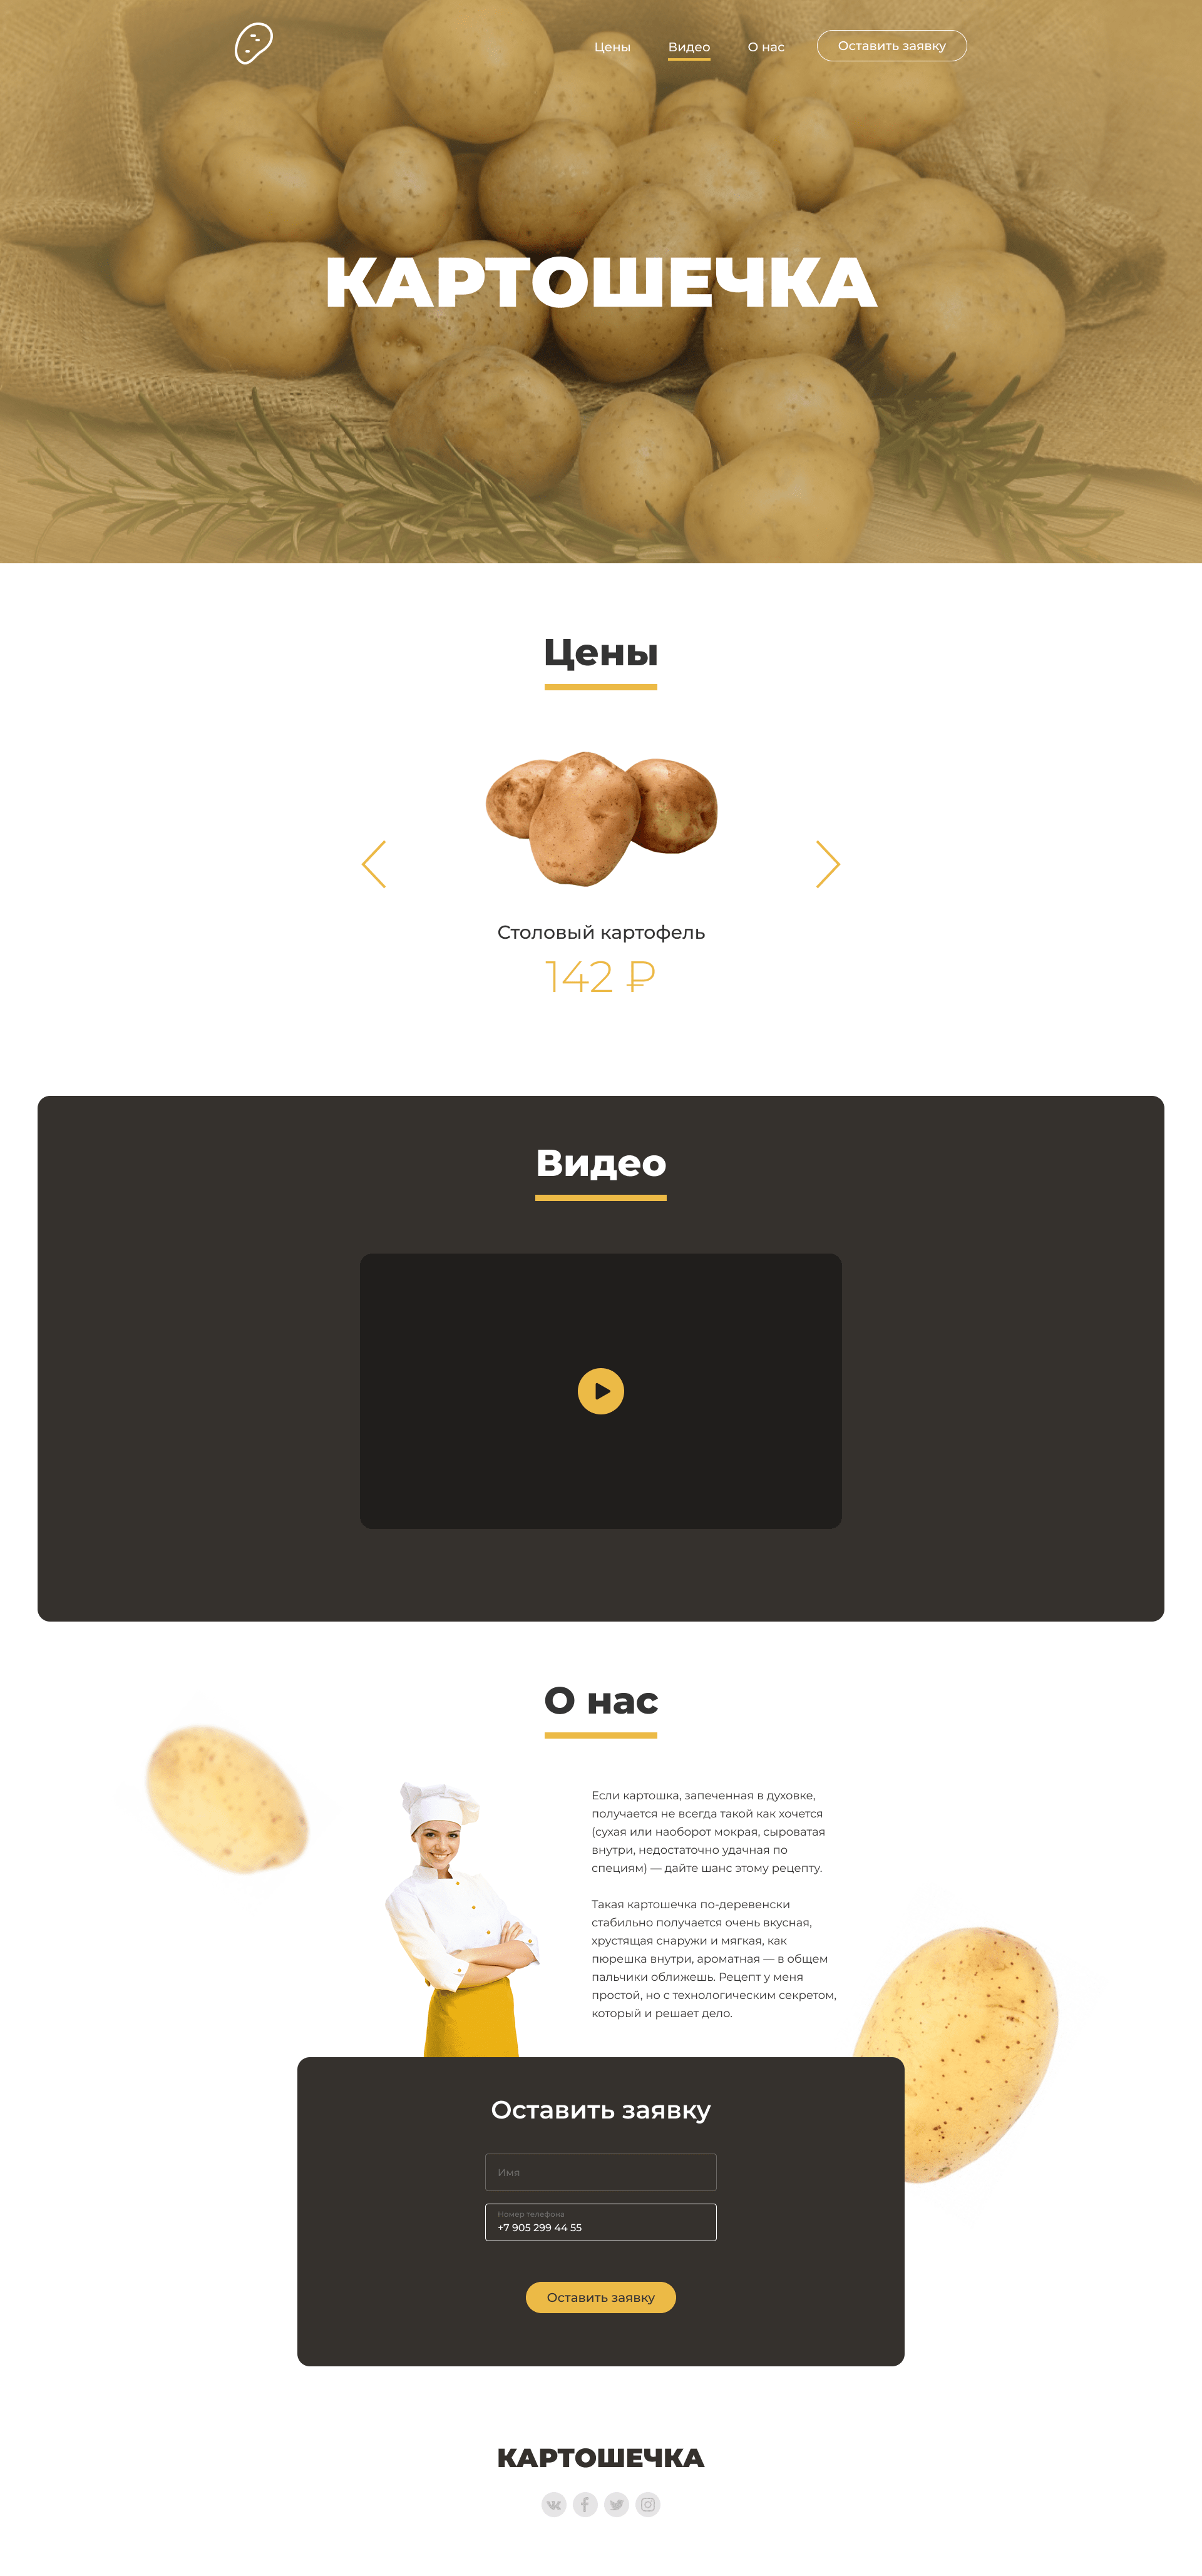 Цены
Видео
О нас
Оставить заявку
КАРТОШЕЧКА
Цены
Столовый картофель
142 ₽
Видео
О нас
Если картошка, запеченная в духовке,
получается не всегда такой как хочется
(сухая или наоборот мокрая, сыроватая
внутри, недостаточно удачная по
специям) — дайте шанс этому рецепту.
Такая картошечка по-деревенски
стабильно получается очень вкусная,
хрустящая снаружи и мягкая, как
пюрешка внутри, ароматная — в общем
пальчики оближешь. Рецепт у меня
простой, но с технологическим секретом,
который и решает дело.
Оставить заявку
Имя
Номер телефона
+7 905 299 44 55
Оставить заявку
КАРТОШЕЧКА